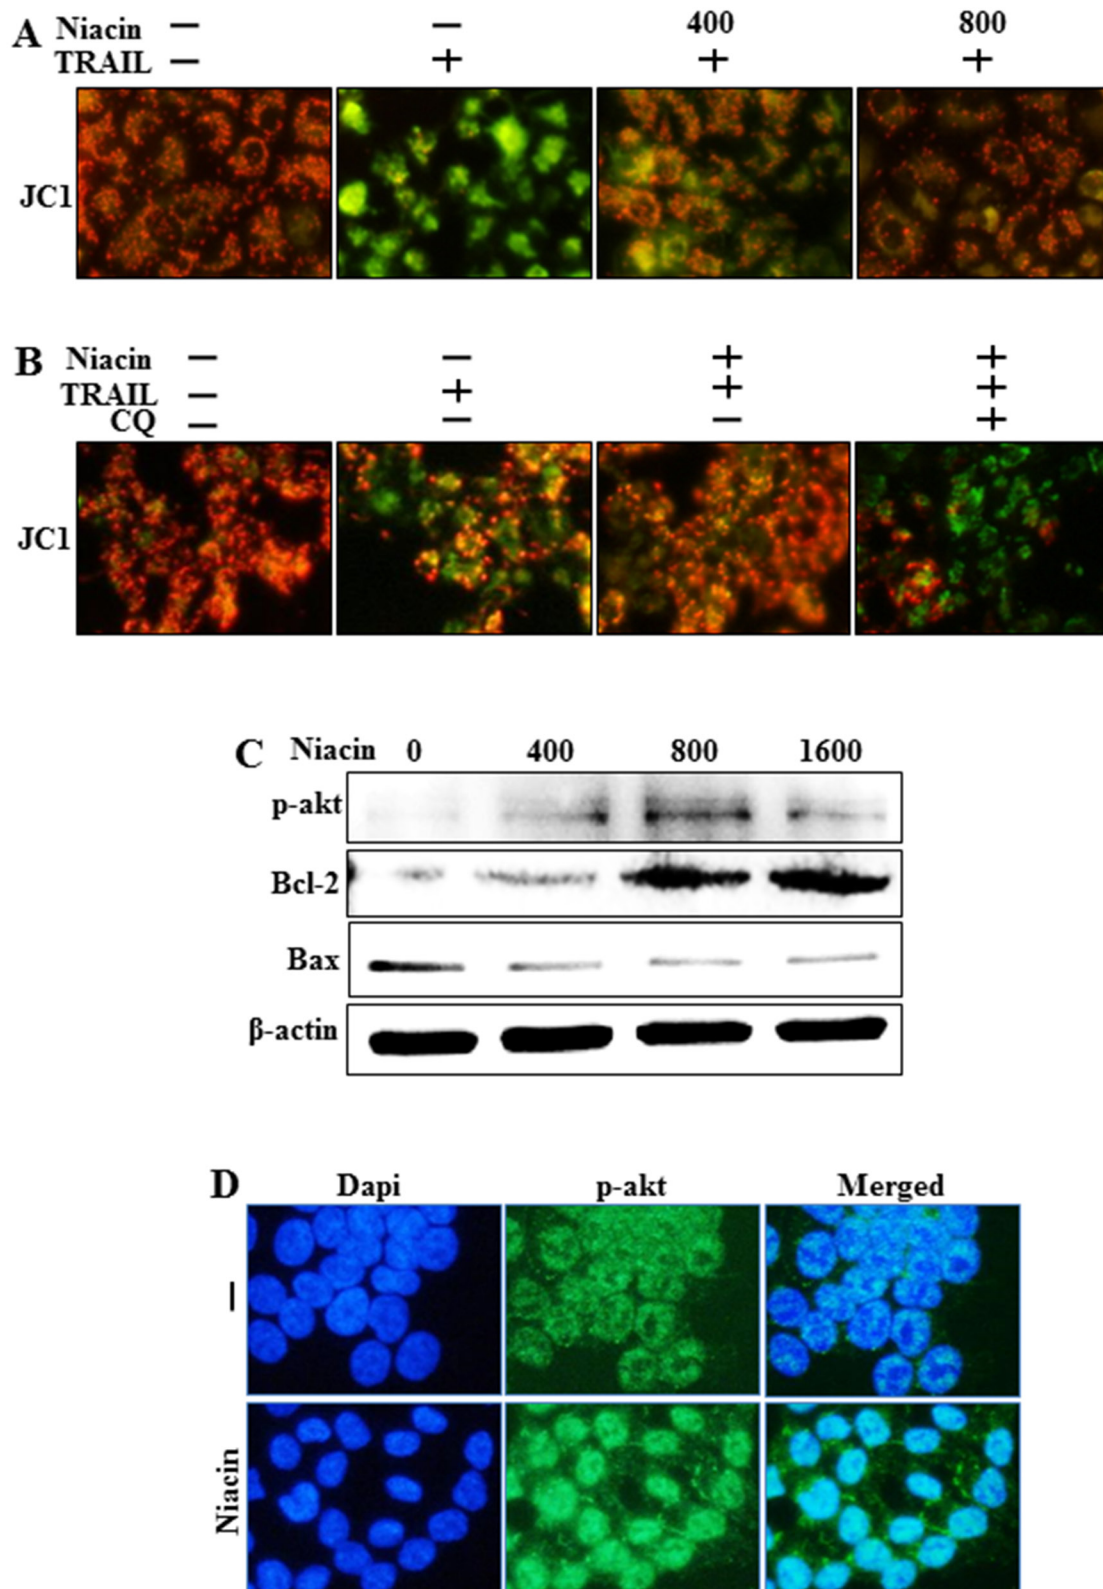 A Niacin — — 400 800
TRAIL — + + +
JC1
B Niacin — — + +
TRAIL — + + +
CQ — — — +
JC1
C Niacin 0 400 800 1600
p-akt
Bcl-2
Bax
β-actin
D Dapi p-akt Merged
—
Niacin